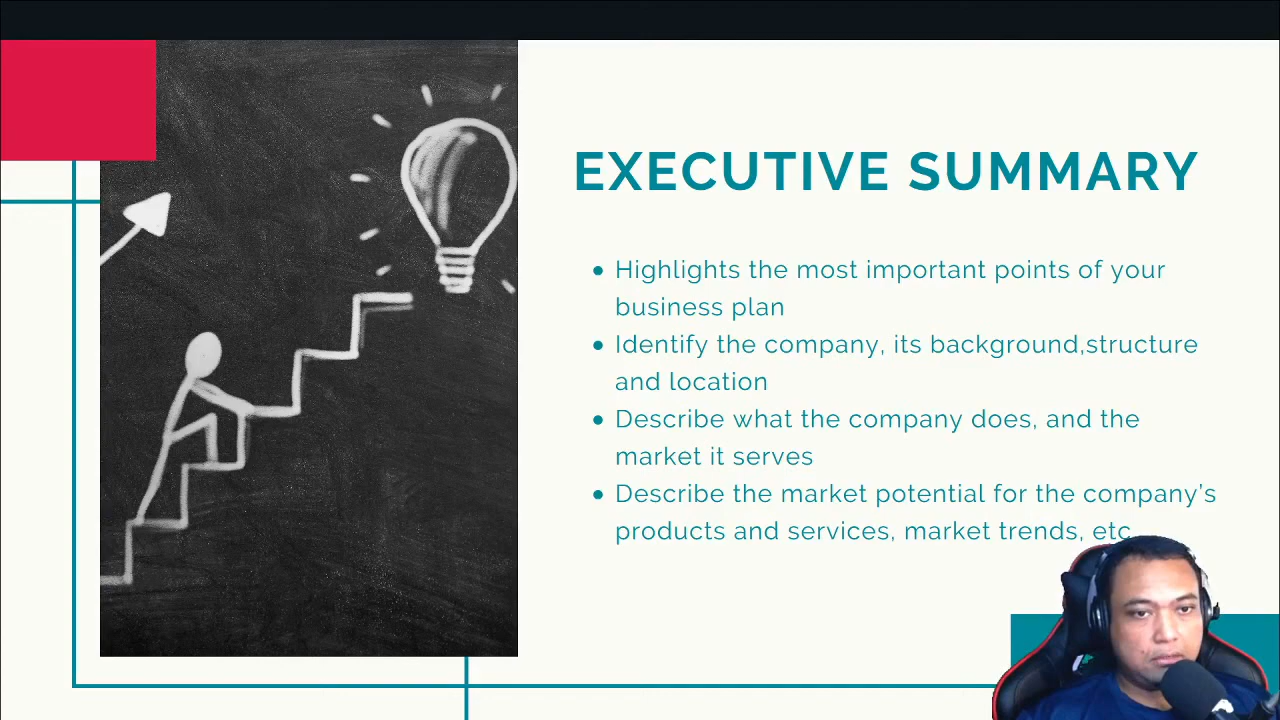 EXECUTIVE SUMMARY
• Highlights the most important points of your
business plan
• Identify the company, its background,structure
and location
• Describe what the company does, and the
market it serves
• Describe the market potential for the company's
products and services, market trends, etc